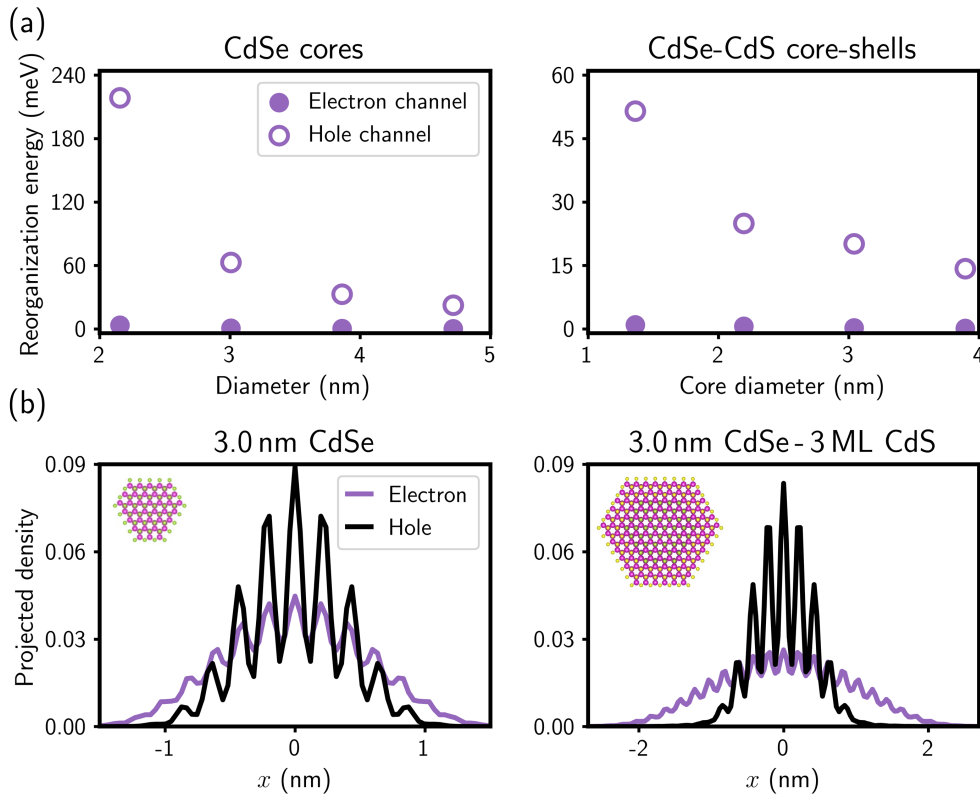 (a)
CdSe cores
CdSe-CdS core-shells
Reorganization energy (meV)
240
180
120
60
0
Electron channel
Hole channel
2
3
4
5
Diameter (nm)
60
45
30
15
0
1
2
3
4
Core diameter (nm)
(b)
3.0 nm CdSe
3.0 nm CdSe - 3 ML CdS
Projected density
0.09
0.06
0.03
0.00
Electron
Hole
-1
0
1
x (nm)
0.09
0.06
0.03
0.00
-2
0
2
x (nm)